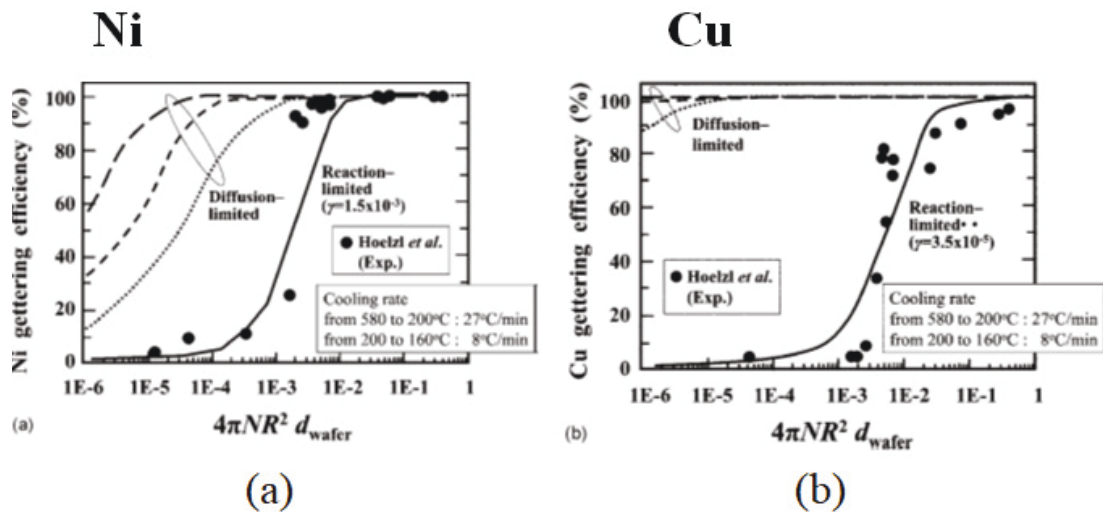 Ni
Ni gettering efficiency (%)
100
80
60
40
20
0
Diffusion–
limited
Reaction–
limited
(γ=1.5x10⁻³)
Hoelzl et al.
(Exp.)
Cooling rate
from 580 to 200°C : 27°C/min
from 200 to 160°C : 8°C/min
1E-6 1E-5 1E-4 1E-3 1E-2 1E-1 1
4πNR² d_wafer
(a)
(a)
Cu
Cu gettering efficiency (%)
100
80
60
40
20
0
Diffusion–
limited
Reaction–
limited・・
(γ=3.5x10⁻⁵)
Hoelzl et al.
(Exp.)
Cooling rate
from 580 to 200°C : 27°C/min
from 200 to 160°C : 8°C/min
1E-6 1E-5 1E-4 1E-3 1E-2 1E-1 1
4πNR² d_wafer
(b)
(b)